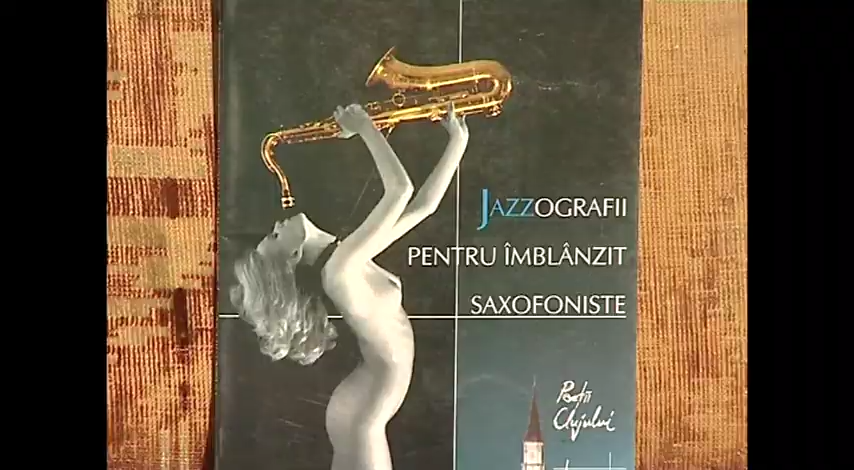 JAZZOGRAFII
PENTRU ÎMBLÂNZIT
SAXOFONISTE
Poeții
Clujului